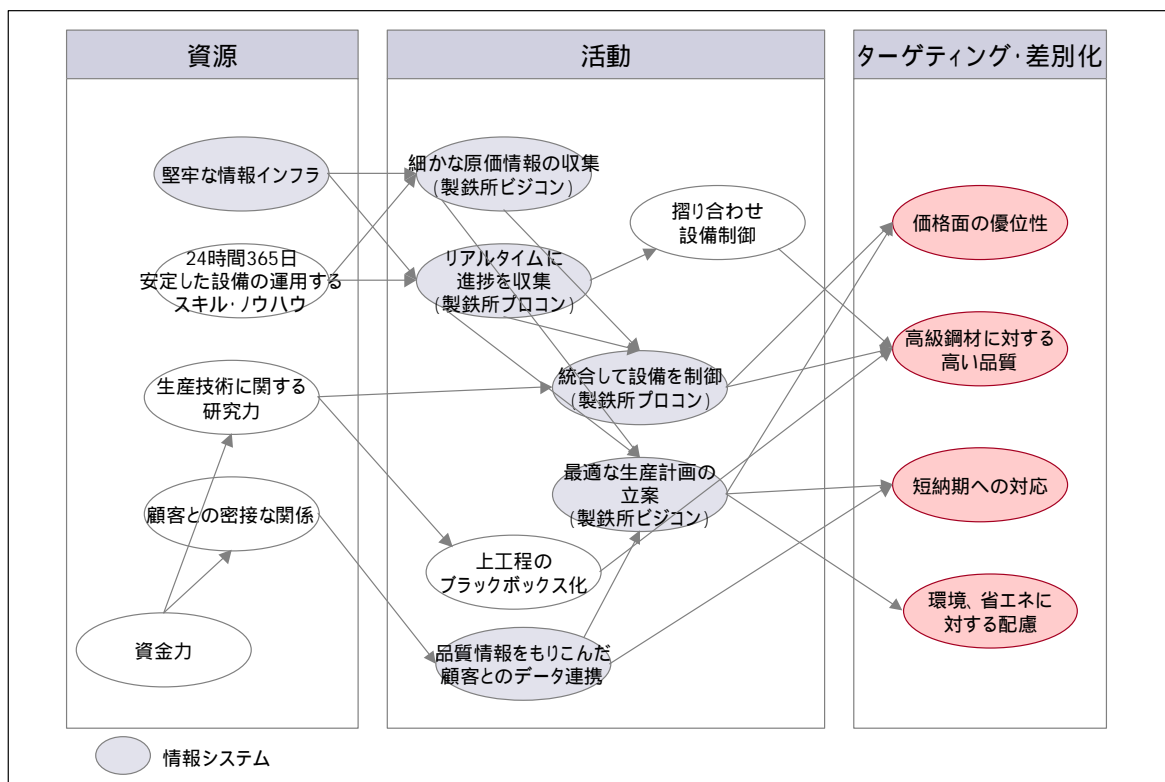 資源
活動
ターゲティング・差別化
堅牢な情報インフラ
24時間365日
安定した設備の運用する
スキル・ノウハウ
生産技術に関する
研究力
顧客との密接な関係
資金力
細かな原価情報の収集
(製鉄所ビジコン)
リアルタイムに
進捗を収集
(製鉄所プロコン)
摺り合わせ
設備制御
統合して設備を制御
(製鉄所プロコン)
最適な生産計画の
立案
(製鉄所ビジコン)
上工程の
ブラックボックス化
品質情報をもりこんだ
顧客とのデータ連携
価格面の優位性
高級鋼材に対する
高い品質
短納期への対応
環境、省エネに
対する配慮
情報システム